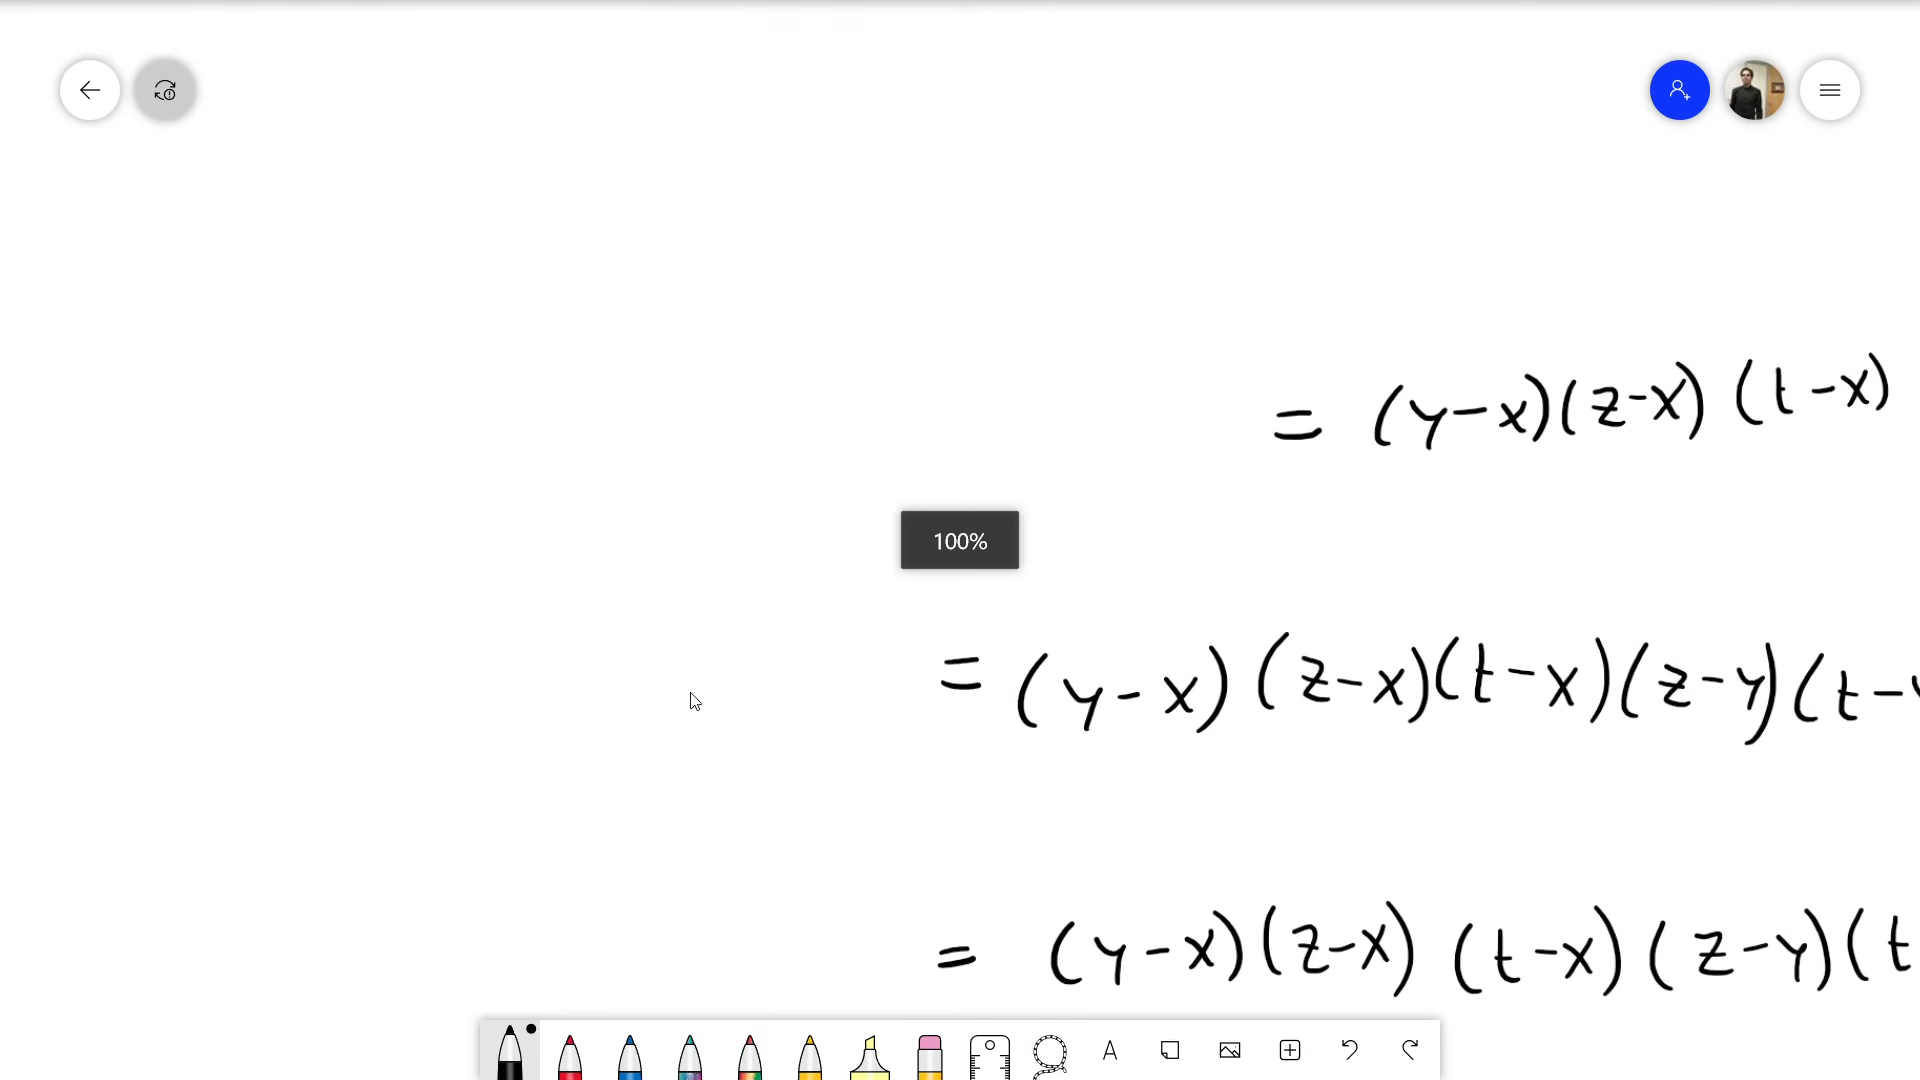 = (y-x)(z-x)(t-x)
100%
= (y-x)(z-x)(t-x)(z-y)(t-
= (y-x)(z-x)(t-x)(z-y)(t
A